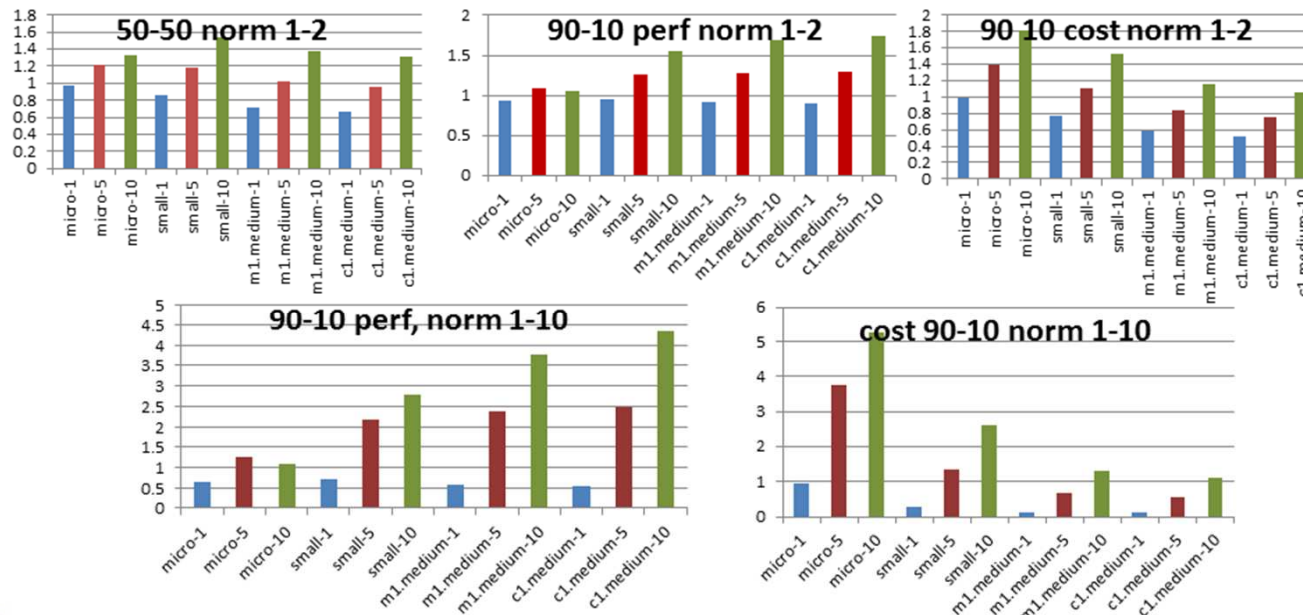 50-50 norm 1-2
1.8
1.6
1.4
1.2
1
0.8
0.6
0.4
0.2
0
micro-1
micro-5
micro-10
small-1
small-5
small-10
m1.medium-1
m1.medium-5
m1.medium-10
c1.medium-1
c1.medium-5
c1.medium-10
90-10 perf norm 1-2
2
1.5
1
0.5
0
micro-1
micro-5
micro-10
small-1
small-5
small-10
m1.medium-1
m1.medium-5
m1.medium-10
c1.medium-1
c1.medium-5
c1.medium-10
90 10 cost norm 1-2
2
1.8
1.6
1.4
1.2
1
0.8
0.6
0.4
0.2
0
micro-1
micro-5
micro-10
small-1
small-5
small-10
m1.medium-1
m1.medium-5
m1.medium-10
c1.medium-1
c1.medium-5
c1.medium-10
90-10 perf, norm 1-10
5
4.5
4
3.5
3
2.5
2
1.5
1
0.5
0
micro-1
micro-5
micro-10
small-1
small-5
small-10
m1.medium-1
m1.medium-5
m1.medium-10
c1.medium-1
c1.medium-5
c1.medium-10
cost 90-10 norm 1-10
6
5
4
3
2
1
0
micro-1
micro-5
micro-10
small-1
small-5
small-10
m1.medium-1
m1.medium-5
m1.medium-10
c1.medium-1
c1.medium-5
c1.medium-10